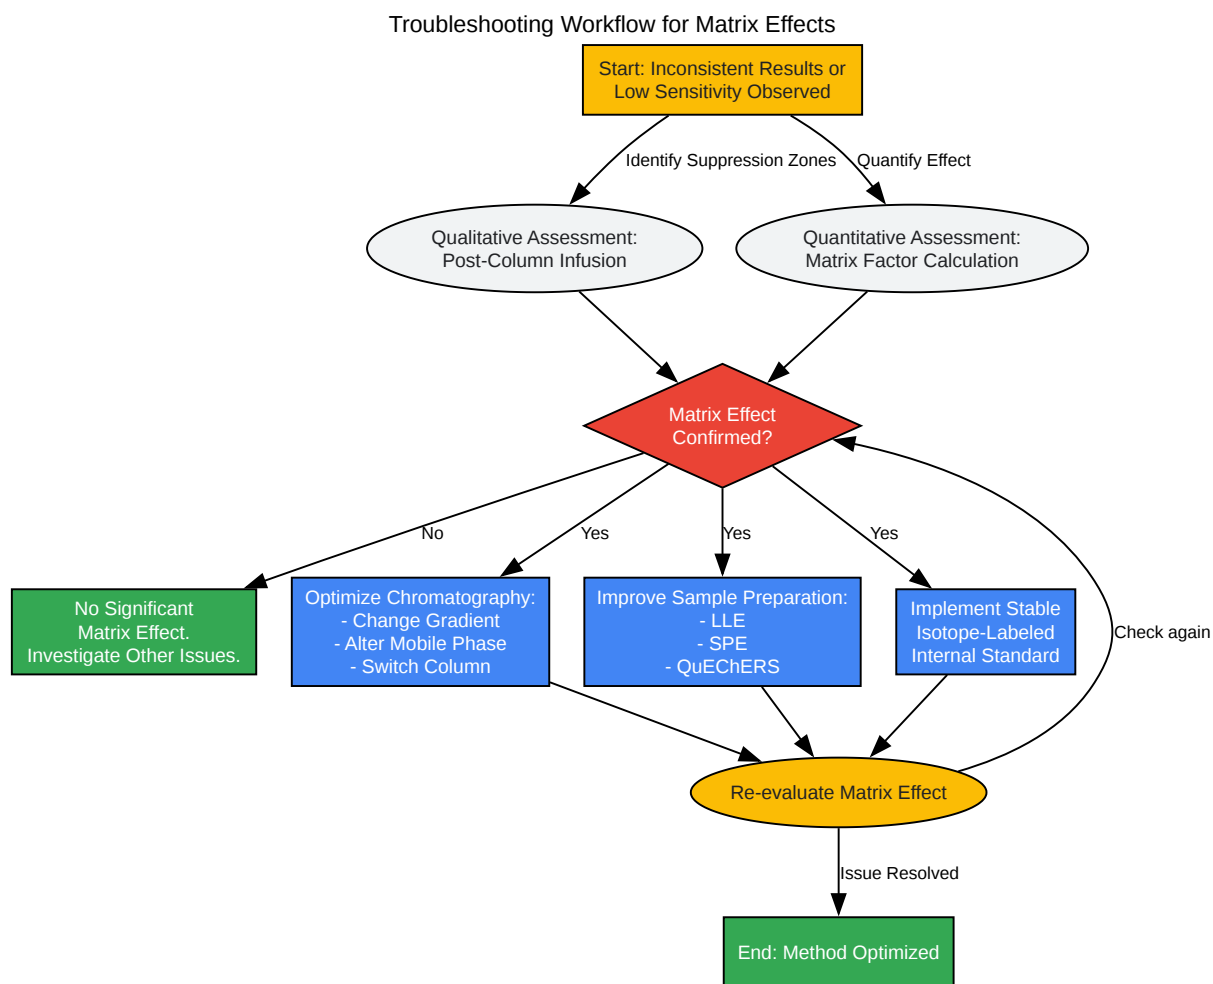 Troubleshooting Workflow for Matrix Effects
Start: Inconsistent Results or
Low Sensitivity Observed
Identify Suppression Zones
Quantify Effect
Qualitative Assessment:
Post-Column Infusion
Quantitative Assessment:
Matrix Factor Calculation
Matrix Effect
Confirmed?
No
Yes
Yes
Yes
No Significant
Matrix Effect.
Investigate Other Issues.
Optimize Chromatography:
- Change Gradient
- Alter Mobile Phase
- Switch Column
Improve Sample Preparation:
- LLE
- SPE
- QuEChERS
Implement Stable
Isotope-Labeled
Internal Standard
Check again
Re-evaluate Matrix Effect
Issue Resolved
End: Method Optimized